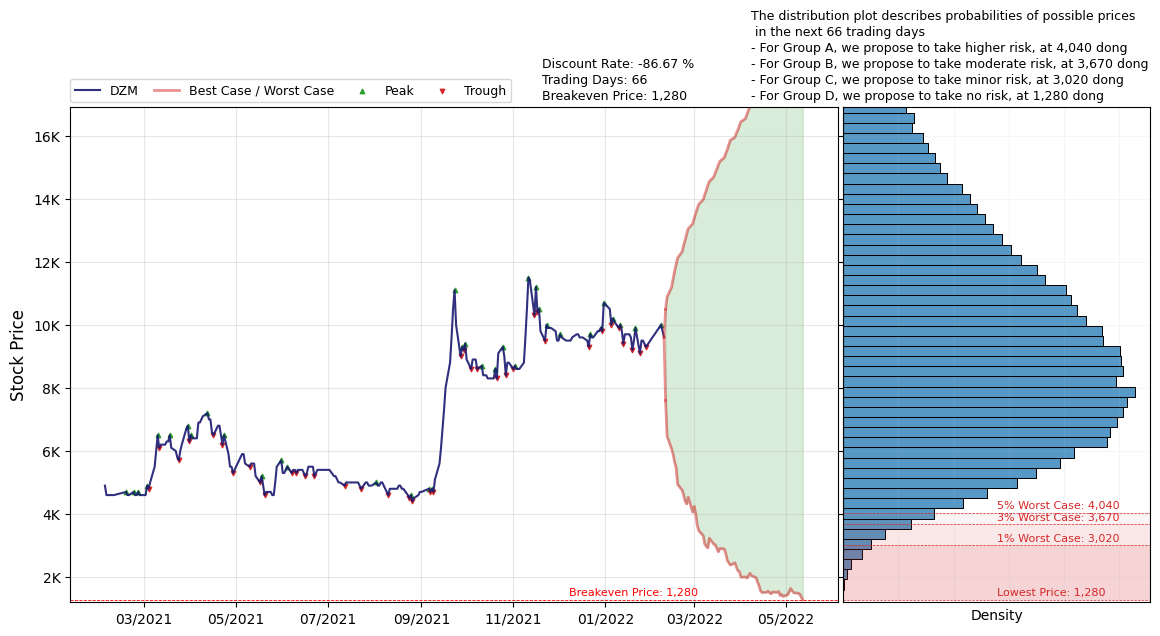 The distribution plot describes probabilities of possible prices
in the next 66 trading days
- For Group A, we propose to take higher risk, at 4,040 dong
- For Group B, we propose to take moderate risk, at 3,670 dong
- For Group C, we propose to take minor risk, at 3,020 dong
- For Group D, we propose to take no risk, at 1,280 dong
Discount Rate: -86.67 %
Trading Days: 66
Breakeven Price: 1,280
DZM Best Case / Worst Case Peak Trough
Stock Price
16K
14K
12K
10K
8K
6K
4K
2K
Breakeven Price: 1,280
03/2021 05/2021 07/2021 09/2021 11/2021 01/2022 03/2022 05/2022
5% Worst Case: 4,040
3% Worst Case: 3,670
1% Worst Case: 3,020
Lowest Price: 1,280
Density